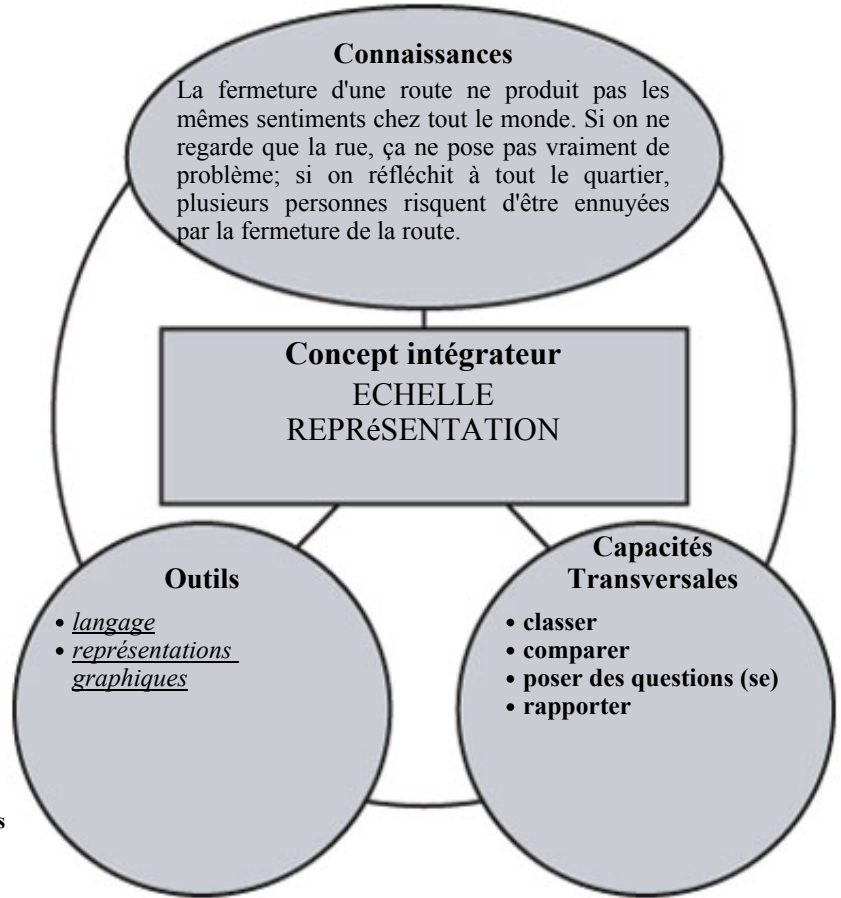 Connaissances
La fermeture d'une route ne produit pas les
mêmes sentiments chez tout le monde. Si on ne
regarde que la rue, ça ne pose pas vraiment de
problème; si on réfléchit à tout le quartier,
plusieurs personnes risquent d'être ennuyées
par la fermeture de la route.
Concept intégrateur
ECHELLE
REPRéSENTATION
Outils
• langage
• représentations
graphiques
Capacités
Transversales
• classer
• comparer
• poser des questions (se)
• rapporter
s